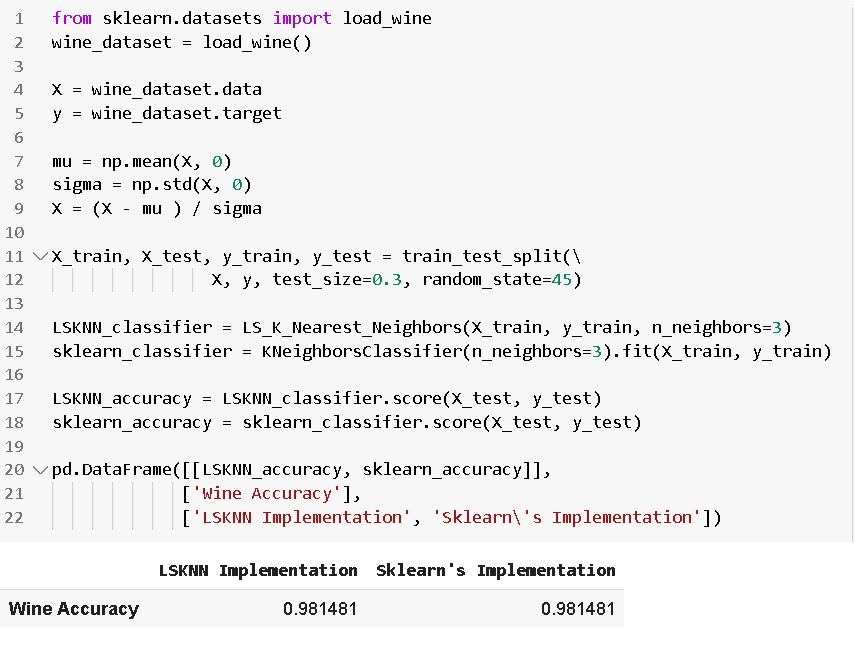 1 from sklearn.datasets import load_wine
2 wine_dataset = load_wine()
3
4 X = wine_dataset.data
5 y = wine_dataset.target
6
7 mu = np.mean(X, 0)
8 sigma = np.std(X, 0)
9 X = (X - mu ) / sigma
10
11 X_train, X_test, y_train, y_test = train_test_split(\
12                 X, y, test_size=0.3, random_state=45)
13
14 LSKNN_classifier = LS_K_Nearest_Neighbors(X_train, y_train, n_neighbors=3)
15 sklearn_classifier = KNeighborsClassifier(n_neighbors=3).fit(X_train, y_train)
16
17 LSKNN_accuracy = LSKNN_classifier.score(X_test, y_test)
18 sklearn_accuracy = sklearn_classifier.score(X_test, y_test)
19
20 pd.DataFrame([[LSKNN_accuracy, sklearn_accuracy]],
21              ['Wine Accuracy'],
22              ['LSKNN Implementation', 'Sklearn\'s Implementation'])
LSKNN Implementation Sklearn's Implementation
Wine Accuracy 0.981481 0.981481